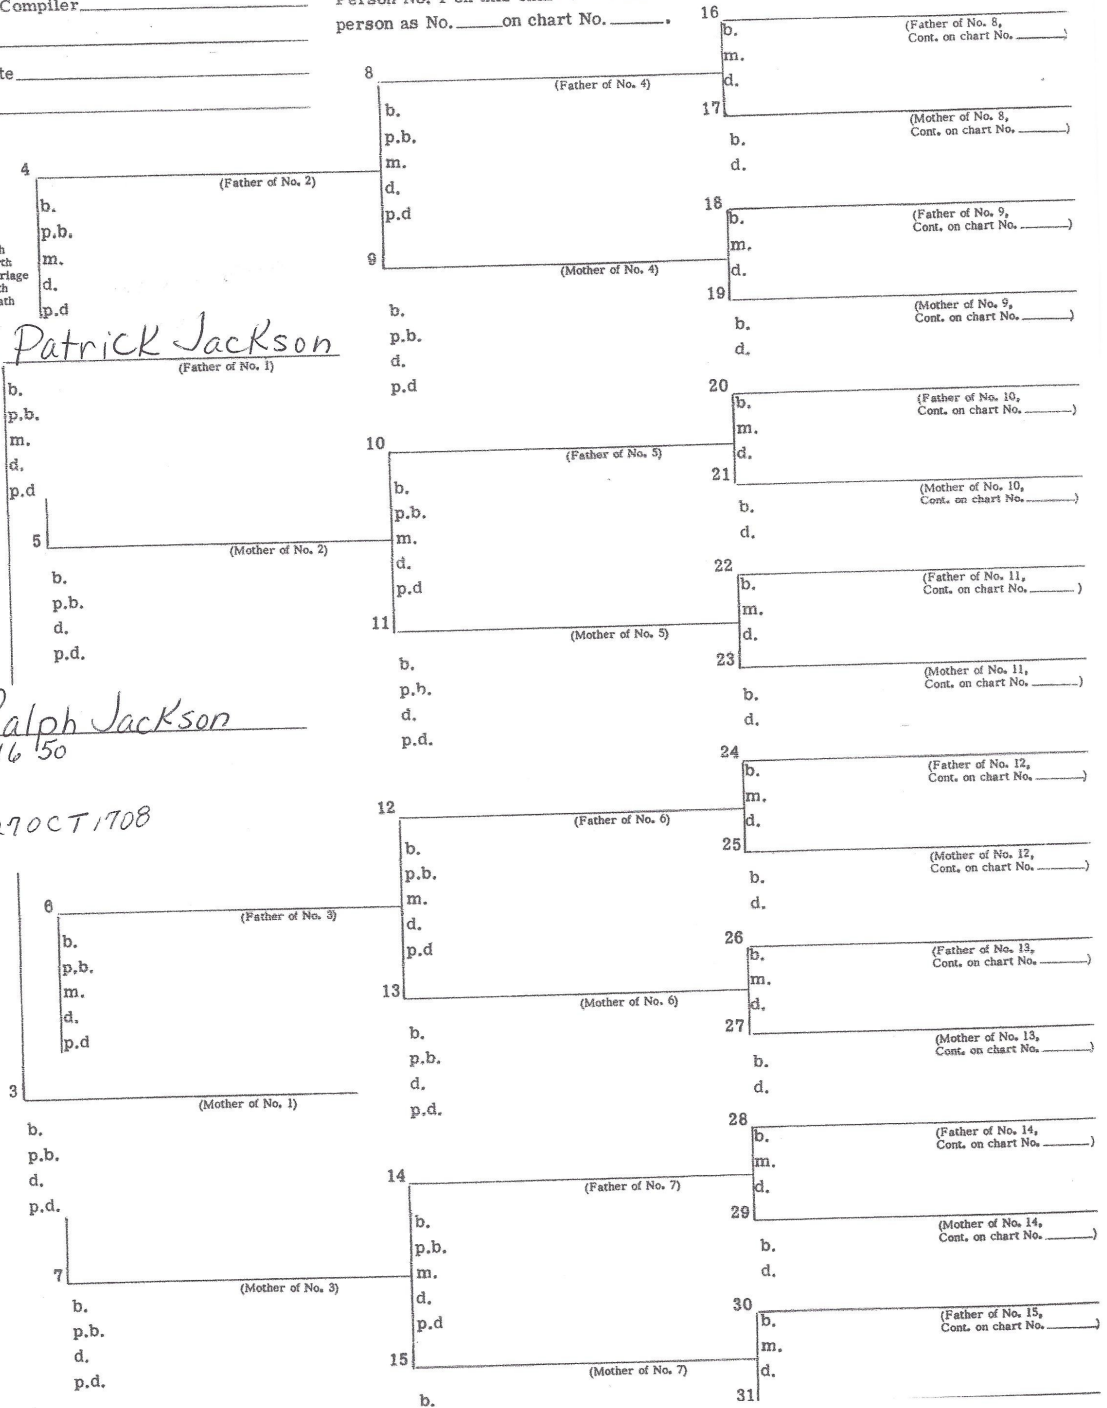 Compiler
person as No. on chart No. .
16
b.
(Father of No. 8,
Cont. on chart No. )
m.
d.
8
(Father of No. 4)
b.
p.b.
m.
d.
p.d
17
(Mother of No. 8,
Cont. on chart No. )
b.
d.
4
(Father of No. 2)
b.
p.b.
m.
d.
p.d
18
b.
(Father of No. 9,
Cont. on chart No. )
m.
d.
9
(Mother of No. 4)
b.
p.b.
d.
p.d
19
(Mother of No. 9,
Cont. on chart No. )
b.
d.
Patrick Jackson
(Father of No. 1)
b.
p.b.
m.
d.
p.d
20
b.
(Father of No. 10,
Cont. on chart No. )
m.
d.
10
(Father of No. 5)
b.
p.b.
m.
d.
p.d
21
(Mother of No. 10,
Cont. on chart No. )
b.
d.
5
(Mother of No. 2)
b.
p.b.
d.
p.d.
22
b.
(Father of No. 11,
Cont. on chart No. )
m.
d.
11
(Mother of No. 5)
b.
p.b.
d.
p.d.
23
(Mother of No. 11,
Cont. on chart No. )
b.
d.
Ralph Jackson
16 50
27 OCT 1708
24
b.
(Father of No. 12,
Cont. on chart No. )
m.
d.
12
(Father of No. 6)
b.
p.b.
m.
d.
p.d
25
(Mother of No. 12,
Cont. on chart No. )
b.
d.
6
(Father of No. 3)
b.
p.b.
m.
d.
p.d
26
b.
(Father of No. 13,
Cont. on chart No. )
m.
d.
13
(Mother of No. 6)
b.
p.b.
d.
p.d.
27
(Mother of No. 13,
Cont. on chart No. )
b.
d.
3
(Mother of No. 1)
b.
p.b.
d.
p.d.
28
b.
(Father of No. 14,
Cont. on chart No. )
m.
d.
14
(Father of No. 7)
b.
p.b.
m.
d.
p.d
29
(Mother of No. 14,
Cont. on chart No. )
b.
d.
7
(Mother of No. 3)
b.
p.b.
d.
p.d.
30
b.
(Father of No. 15,
Cont. on chart No. )
m.
d.
15
(Mother of No. 7)
b.
31